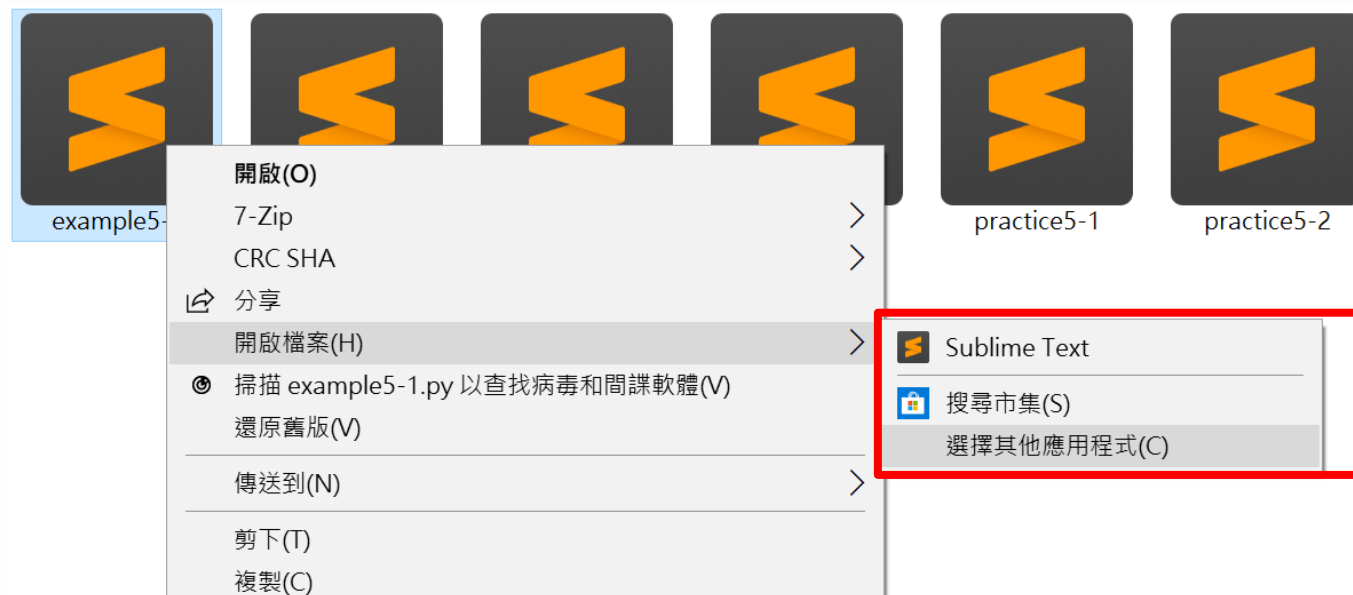 example5-
practice5-1
practice5-2
開啟(O)
7-Zip
CRC SHA
分享
開啟檔案(H)
掃描 example5-1.py 以查找病毒和間諜軟體(V)
還原舊版(V)
傳送到(N)
剪下(T)
複製(C)
Sublime Text
搜尋市集(S)
選擇其他應用程式(C)